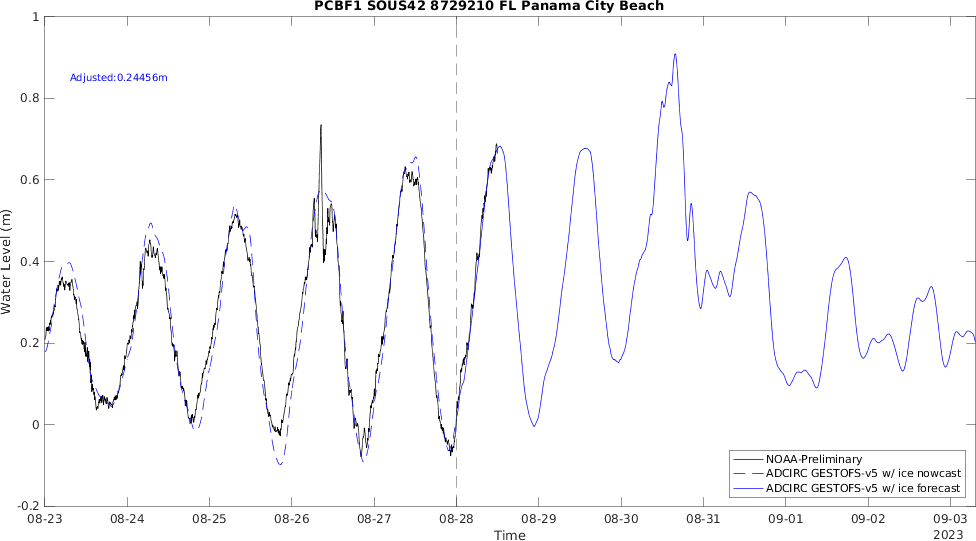 PCBF1 SOUS42 8729210 FL Panama City Beach
1
Adjusted:0.24456m
0.8
0.6
0.4
0.2
0
-0.2
Water Level (m)
NOAA-Preliminary
ADCIRC GESTOFS-v5 w/ ice nowcast
ADCIRC GESTOFS-v5 w/ ice forecast
08-23 08-24 08-25 08-26 08-27 08-28 08-29 08-30 08-31 09-01 09-02 09-03
Time
2023